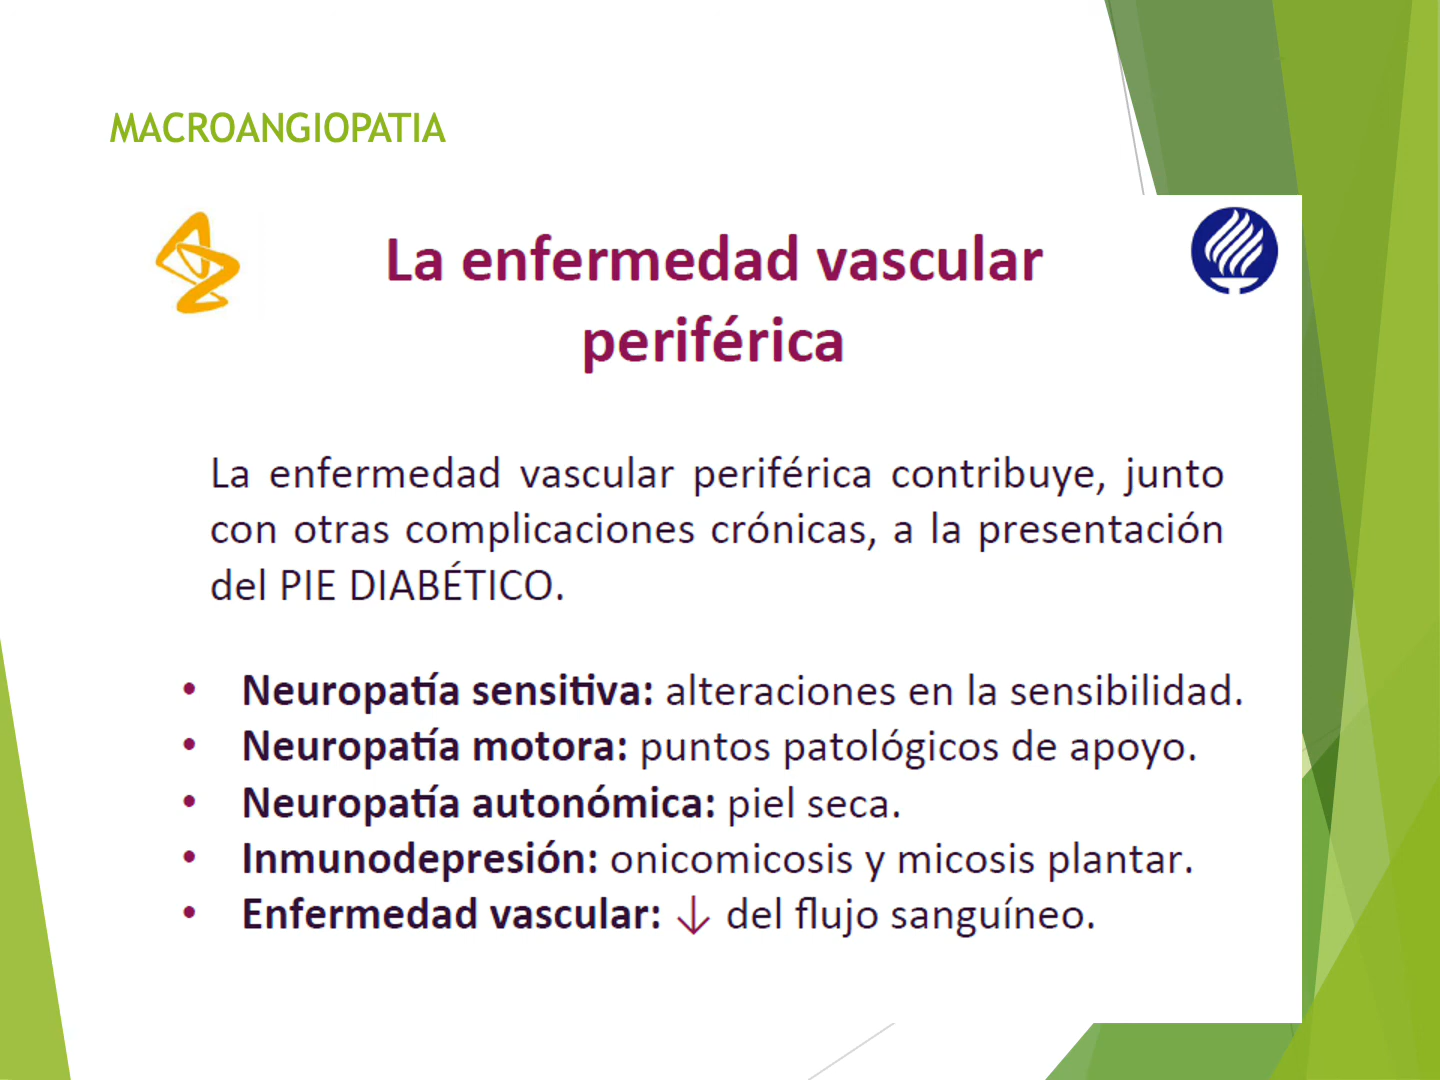 MACROANGIOPATIA
La enfermedad vascular
periférica
La enfermedad vascular periférica contribuye, junto
con otras complicaciones crónicas, a la presentación
del PIE DIABÉTICO.
• Neuropatía sensitiva: alteraciones en la sensibilidad.
• Neuropatía motora: puntos patológicos de apoyo.
• Neuropatía autonómica: piel seca.
• Inmunodepresión: onicomicosis y micosis plantar.
• Enfermedad vascular: ↓ del flujo sanguíneo.